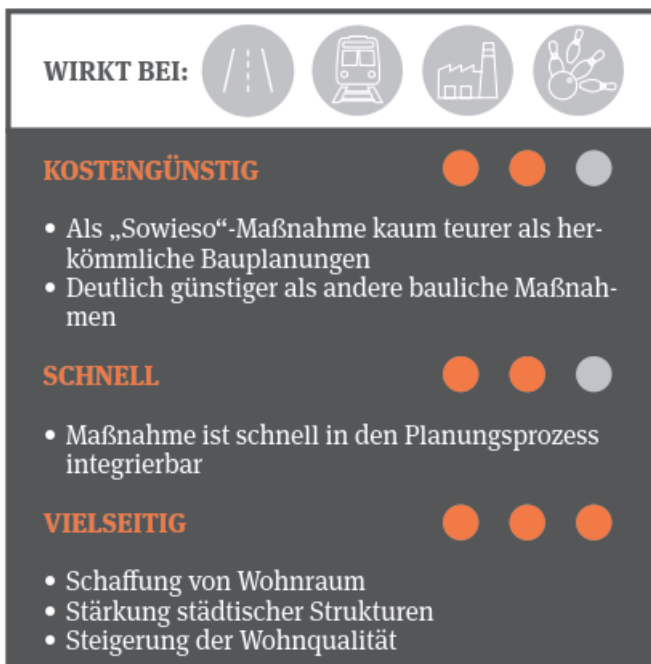 WIRKT BEI:
KOSTENGÜNSTIG
• Als „Sowieso“-Maßnahme kaum teurer als her-
kömmliche Bauplanungen
• Deutlich günstiger als andere bauliche Maßnah-
men
SCHNELL
• Maßnahme ist schnell in den Planungsprozess
integrierbar
VIELSEITIG
• Schaffung von Wohnraum
• Stärkung städtischer Strukturen
• Steigerung der Wohnqualität